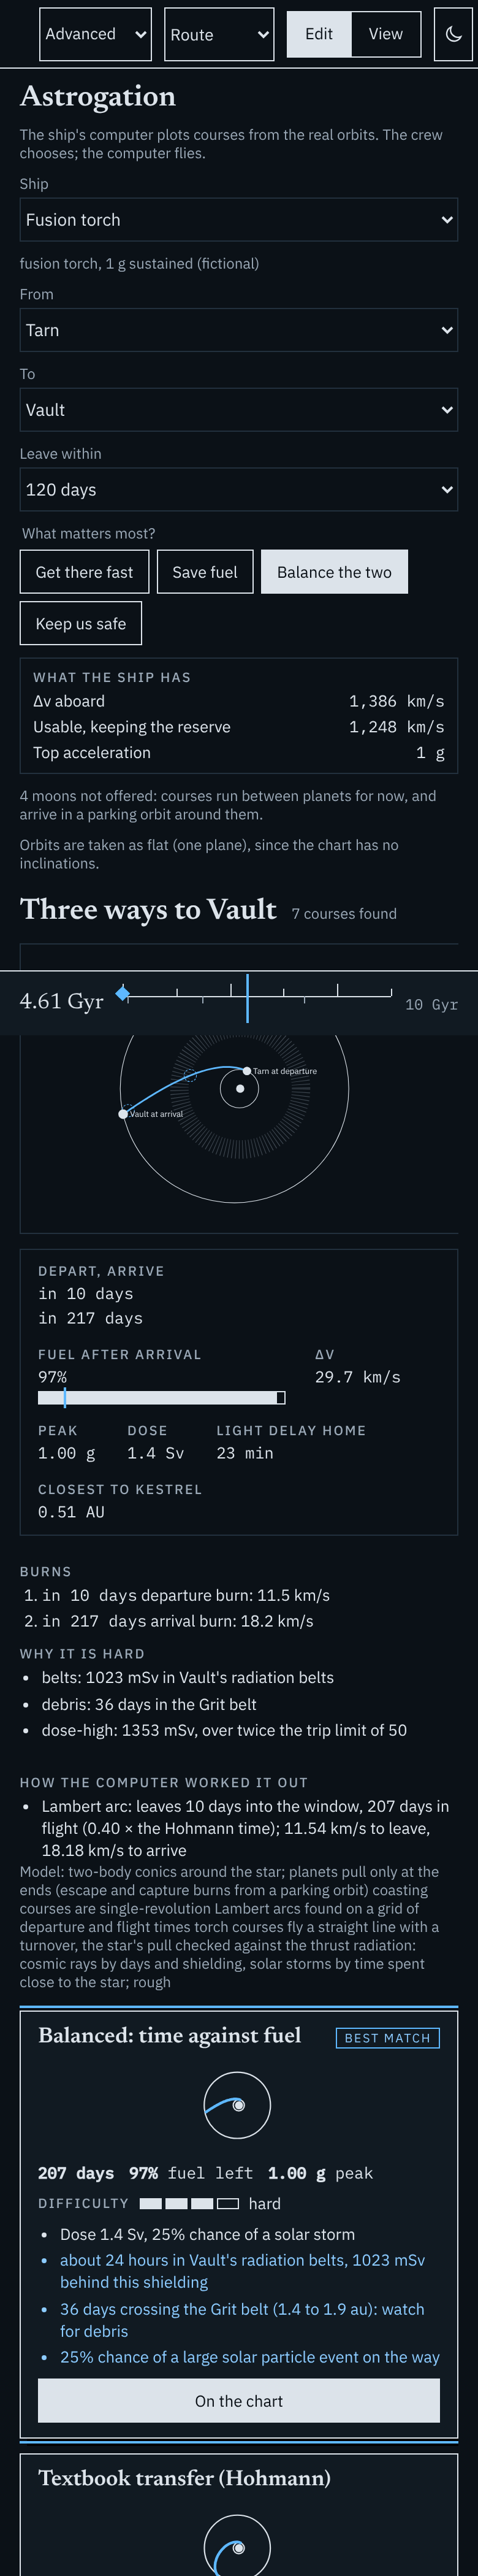 Advanced
Route
Edit
View
Astrogation
The ship's computer plots courses from the real orbits. The crew
chooses; the computer flies.
Ship
Fusion torch
fusion torch, 1 g sustained (fictional)
From
Tarn
To
Vault
Leave within
120 days
What matters most?
Get there fast
Save fuel
Balance the two
Keep us safe
WHAT THE SHIP HAS
Δv aboard 1,386 km/s
Usable, keeping the reserve 1,248 km/s
Top acceleration 1 g
4 moons not offered: courses run between planets for now, and
arrive in a parking orbit around them.
Orbits are taken as flat (one plane), since the chart has no
inclinations.
Three ways to Vault 7 courses found
4.61 Gyr
10 Gyr
Tarn at departure
Vault at arrival
DEPART, ARRIVE
in 10 days
in 217 days
FUEL AFTER ARRIVAL ΔV
97% 29.7 km/s
PEAK DOSE LIGHT DELAY HOME
1.00 g 1.4 Sv 23 min
CLOSEST TO KESTREL
0.51 AU
BURNS
1. in 10 days departure burn: 11.5 km/s
2. in 217 days arrival burn: 18.2 km/s
WHY IT IS HARD
• belts: 1023 mSv in Vault's radiation belts
• debris: 36 days in the Grit belt
• dose-high: 1353 mSv, over twice the trip limit of 50
HOW THE COMPUTER WORKED IT OUT
• Lambert arc: leaves 10 days into the window, 207 days in
flight (0.40 × the Hohmann time); 11.54 km/s to leave,
18.18 km/s to arrive
Model: two-body conics around the star; planets pull only at the
ends (escape and capture burns from a parking orbit) coasting
courses are single-revolution Lambert arcs found on a grid of
departure and flight times torch courses fly a straight line with a
turnover, the star's pull checked against the thrust radiation:
cosmic rays by days and shielding, solar storms by time spent
close to the star; rough
Balanced: time against fuel BEST MATCH
207 days 97% fuel left 1.00 g peak
DIFFICULTY hard
• Dose 1.4 Sv, 25% chance of a solar storm
• about 24 hours in Vault's radiation belts, 1023 mSv
behind this shielding
• 36 days crossing the Grit belt (1.4 to 1.9 au): watch
for debris
• 25% chance of a large solar particle event on the way
On the chart
Textbook transfer (Hohmann)